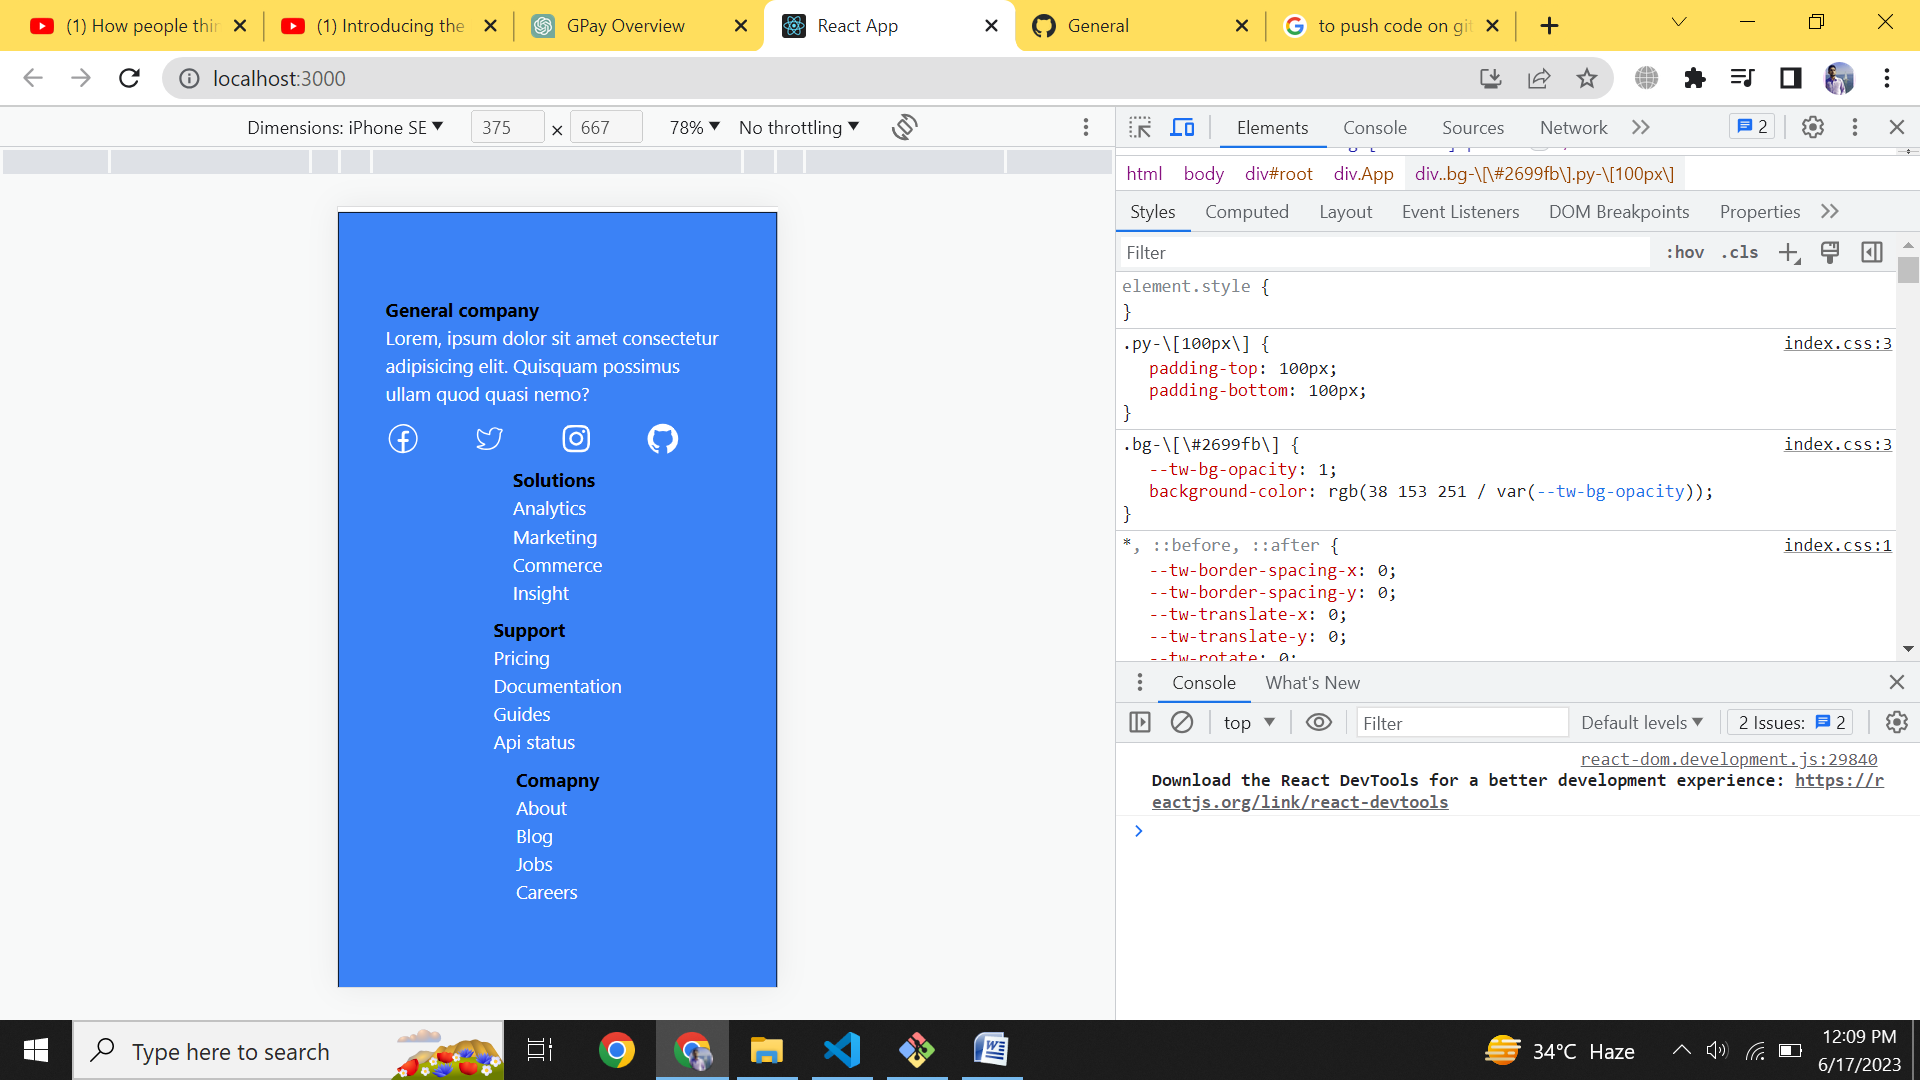 (1) How people thin
(1) Introducing the
GPay Overview
React App
General
to push code on git
localhost:3000
Dimensions: iPhone SE
375 × 667
78%
No throttling
Elements
Console
Sources
Network
2
html body div#root div.App div..bg-\[\#2699fb\].py-\[100px\]
Styles
Computed
Layout
Event Listeners
DOM Breakpoints
Properties
Filter
:hov .cls
element.style {
}
.py-\[100px\] {
index.css:3
padding-top: 100px;
padding-bottom: 100px;
}
.bg-\[\#2699fb\] {
index.css:3
--tw-bg-opacity: 1;
background-color: rgb(38 153 251 / var(--tw-bg-opacity));
}
*, ::before, ::after {
index.css:1
--tw-border-spacing-x: 0;
--tw-border-spacing-y: 0;
--tw-translate-x: 0;
--tw-translate-y: 0;
--tw-rotate: 0;
Console
What's New
top
Filter
Default levels
2 Issues: 2
react-dom.development.js:29840
Download the React DevTools for a better development experience: https://r
eactjs.org/link/react-devtools
General company
Lorem, ipsum dolor sit amet consectetur
adipisicing elit. Quisquam possimus
ullam quod quasi nemo?
Solutions
Analytics
Marketing
Commerce
Insight
Support
Pricing
Documentation
Guides
Api status
Comapny
About
Blog
Jobs
Careers
Type here to search
34°C Haze
12:09 PM
6/17/2023